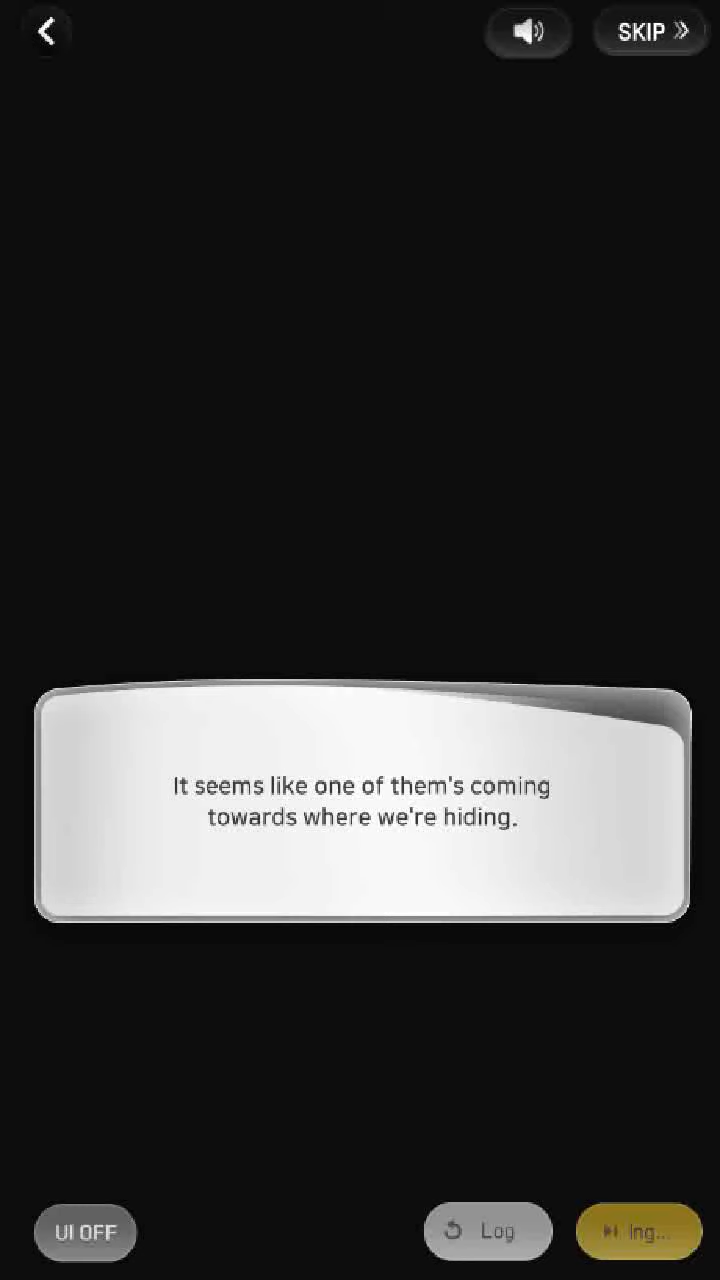 SKIP
It seems like one of them's coming
towards where we're hiding.
UI OFF
Log
ing...